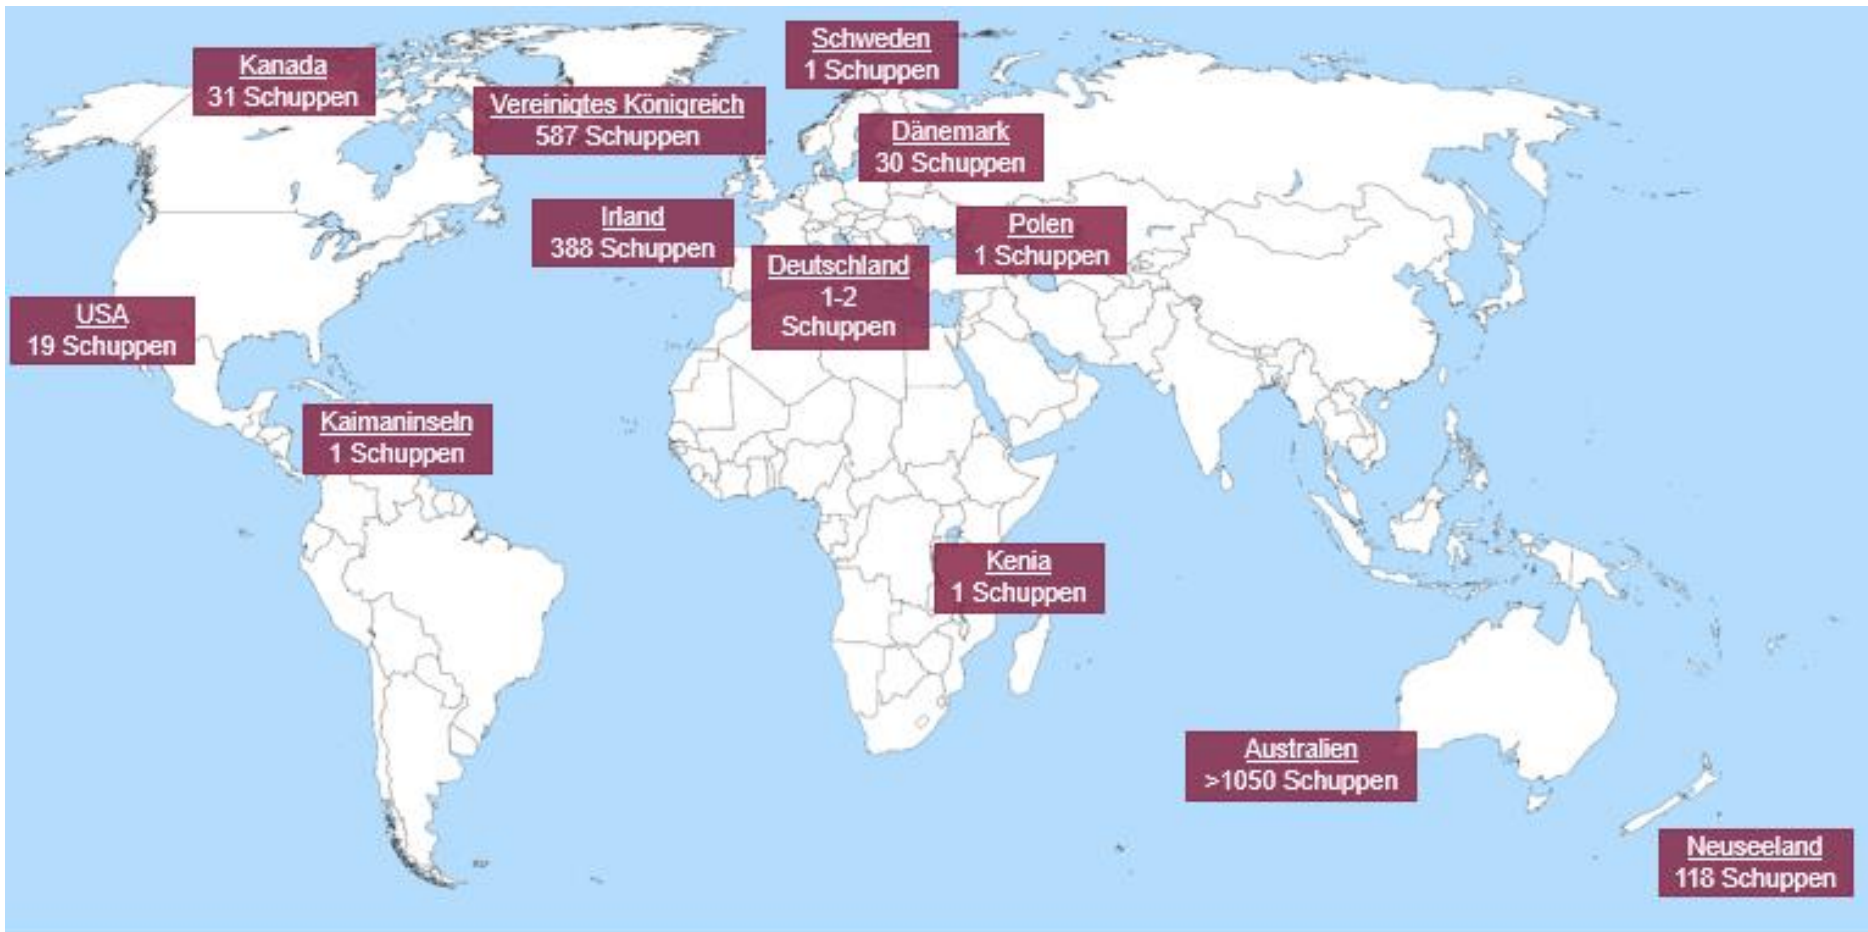 Schweden
1 Schuppen
Kanada
31 Schuppen
Vereinigtes Königreich
587 Schuppen
Dänemark
30 Schuppen
Irland
388 Schuppen
Polen
1 Schuppen
Deutschland
1-2
Schuppen
USA
19 Schuppen
Kaimaninseln
1 Schuppen
Kenia
1 Schuppen
Australien
>1050 Schuppen
Neuseeland
118 Schuppen